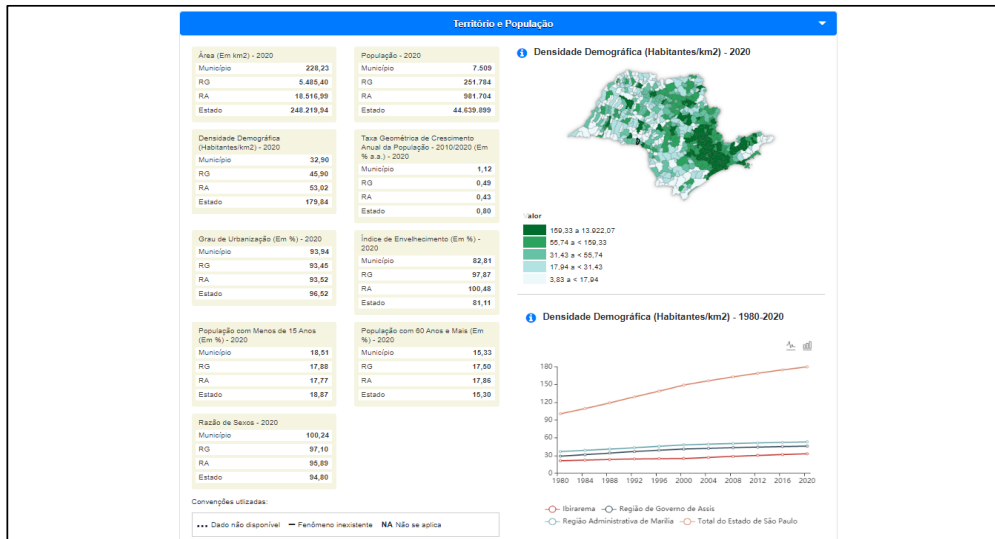 Território e População
Área (Em km2) - 2020
Município 228,23
RG 5.485,40
RA 18.516,99
Estado 248.219,94
População - 2020
Município 7.509
RG 251.784
RA 981.704
Estado 44.639.899
Densidade Demográfica
(Habitantes/km2) - 2020
Município 32,90
RG 45,90
RA 53,02
Estado 179,84
Taxa Geométrica de Crescimento
Anual da População - 2010/2020 (Em
% a.a.) - 2020
Município 1,12
RG 0,49
RA 0,43
Estado 0,80
Grau de Urbanização (Em %) - 2020
Município 93,94
RG 93,45
RA 93,52
Estado 96,52
Índice de Envelhecimento (Em %) -
2020
Município 82,81
RG 97,87
RA 100,48
Estado 81,11
População com Menos de 15 Anos
(Em %) - 2020
Município 18,51
RG 17,88
RA 17,77
Estado 18,87
População com 60 Anos e Mais (Em
%) - 2020
Município 15,33
RG 17,50
RA 17,86
Estado 15,30
Razão de Sexos - 2020
Município 100,24
RG 97,10
RA 95,89
Estado 94,80
Convenções utlizadas:
... Dado não disponível — Fenômeno inexistente NA Não se aplica
Densidade Demográfica (Habitantes/km2) - 2020
Valor
159,33 a 13.922,07
55,74 a < 159,33
31,43 a < 55,74
17,94 a < 31,43
3,83 a < 17,94
Densidade Demográfica (Habitantes/km2) - 1980-2020
180
150
120
90
60
30
0
1980 1984 1988 1992 1996 2000 2004 2008 2012 2016 2020
Ibirarema Região de Governo de Assis
Região Administrativa de Marília Total do Estado de São Paulo